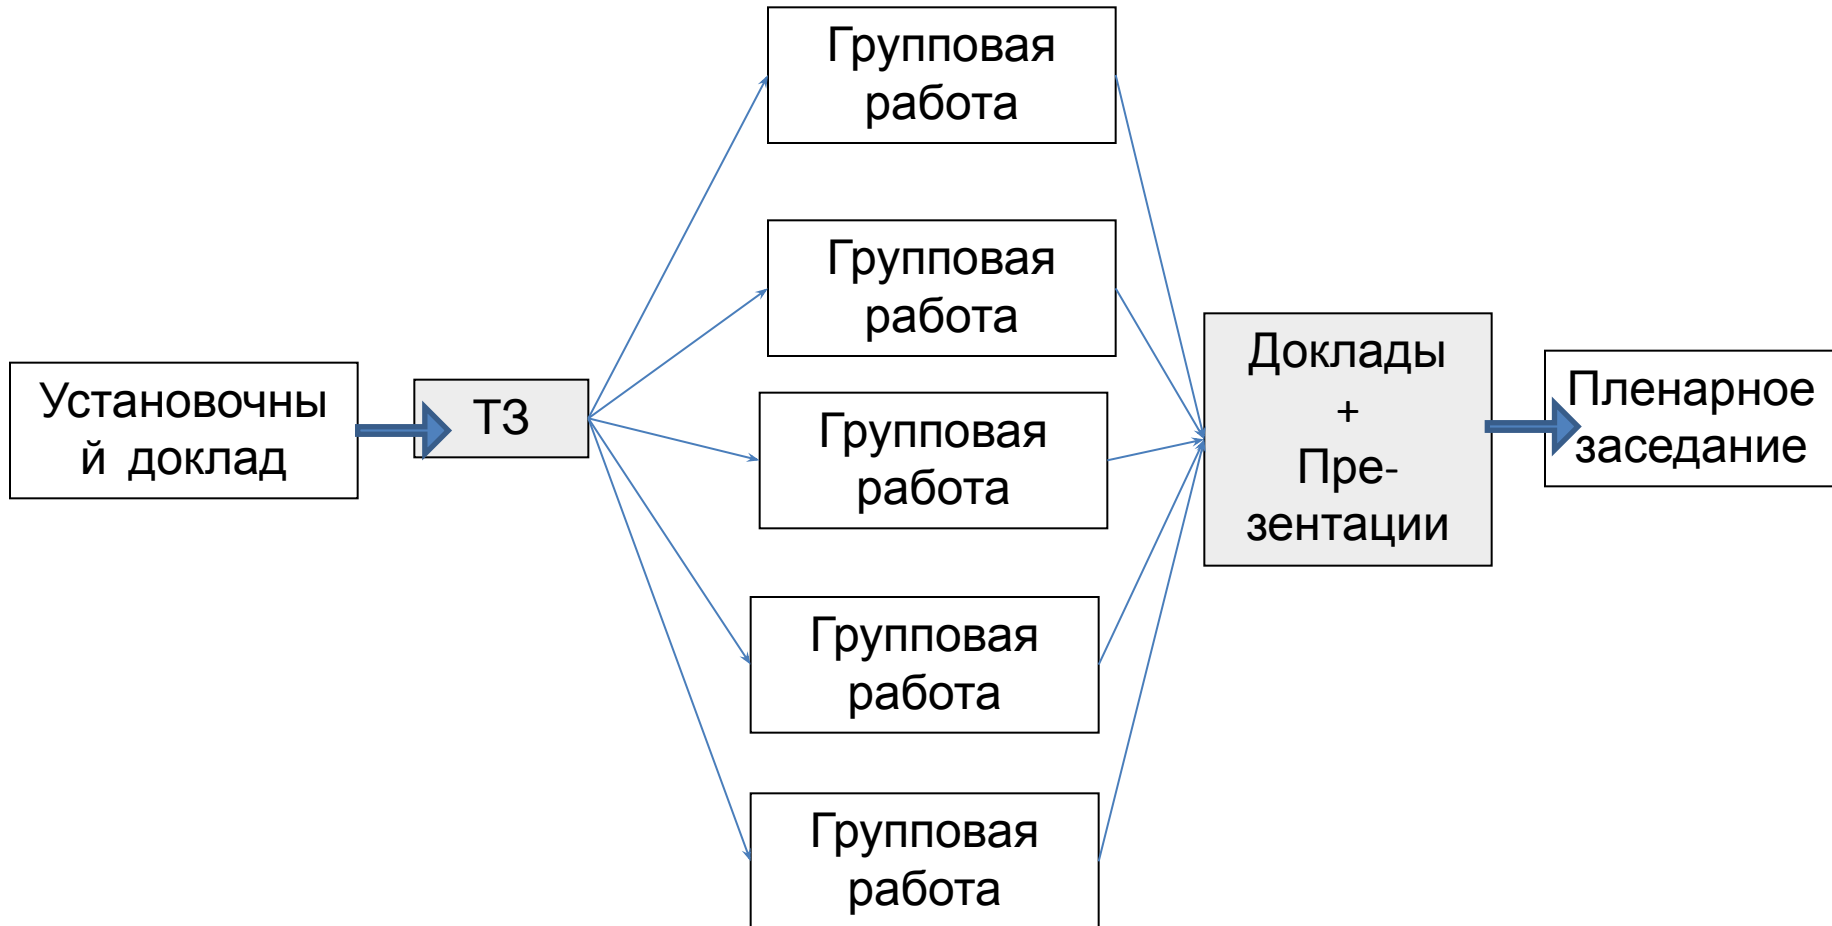 Установочны
й доклад
ТЗ
Групповая
работа
Групповая
работа
Групповая
работа
Групповая
работа
Групповая
работа
Доклады
+
Пре-
зентации
Пленарное
заседание